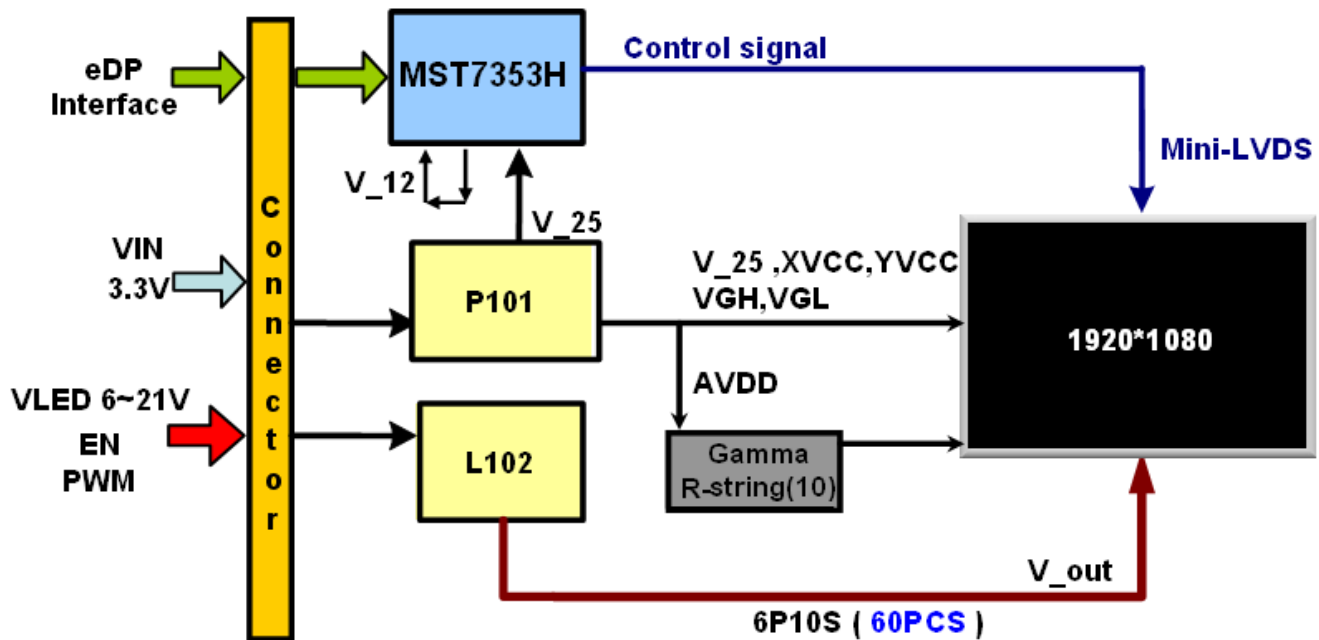 eDP
Interface
MST7353H
Control signal
Mini-LVDS
V_12
V_25
Connector
VIN
3.3V
P101
V_25 ,XVCC,YVCC
VGH,VGL
1920*1080
AVDD
VLED 6~21V
EN
PWM
L102
Gamma
R-string(10)
V_out
6P10S ( 60PCS )